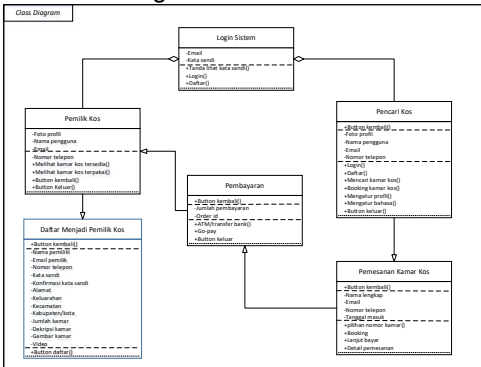 Class Diagram
Login Sistem
-Email
-Kata sandi
+Tanda lihat kata sandi()
+Login()
+Daftar()
Pemilik Kos
-Foto profil
-Nama pengguna
-Email
-Nomor telepon
+Melihat kamar kos tersedia()
+Melihat kamar kos terpakai()
+Button kembali()
+Button Keluar()
Pencari Kos
+Button kembali()
-Foto profil
-Nama pengguna
-Email
-Nomor telepon
+Login()
+Daftar()
+Mencari kamar kos()
+Booking kamar kos()
+Mengatur profil()
+Mengatur bahasa()
+Button keluar()
Pembayaran
+Button kembali()
-Jumlah pembayaran
-Order id
+ATM/transfer bank()
+Go-pay
+Button keluar
Daftar Menjadi Pemilik Kos
+Button kembali()
-Nama pemilikl
-Email pemilik
-Nomor telepon
-Kata sandi
-Konfirmasi kata sandi
-Alamat
-Keluarahan
-Kecamatan
-Kabupaten/kota
-Jumlah kamar
-Dekripsi kamar
-Gambar kamar
-Video
+Button daftar()
Pemesanan Kamar Kos
+Button kembali()
-Nama lengkap
-Email
-Nomor telepon
-Tanggal masuk
+pilihan nomor kamar()
+Booking
+Lanjut bayar
+Detail pemesanan